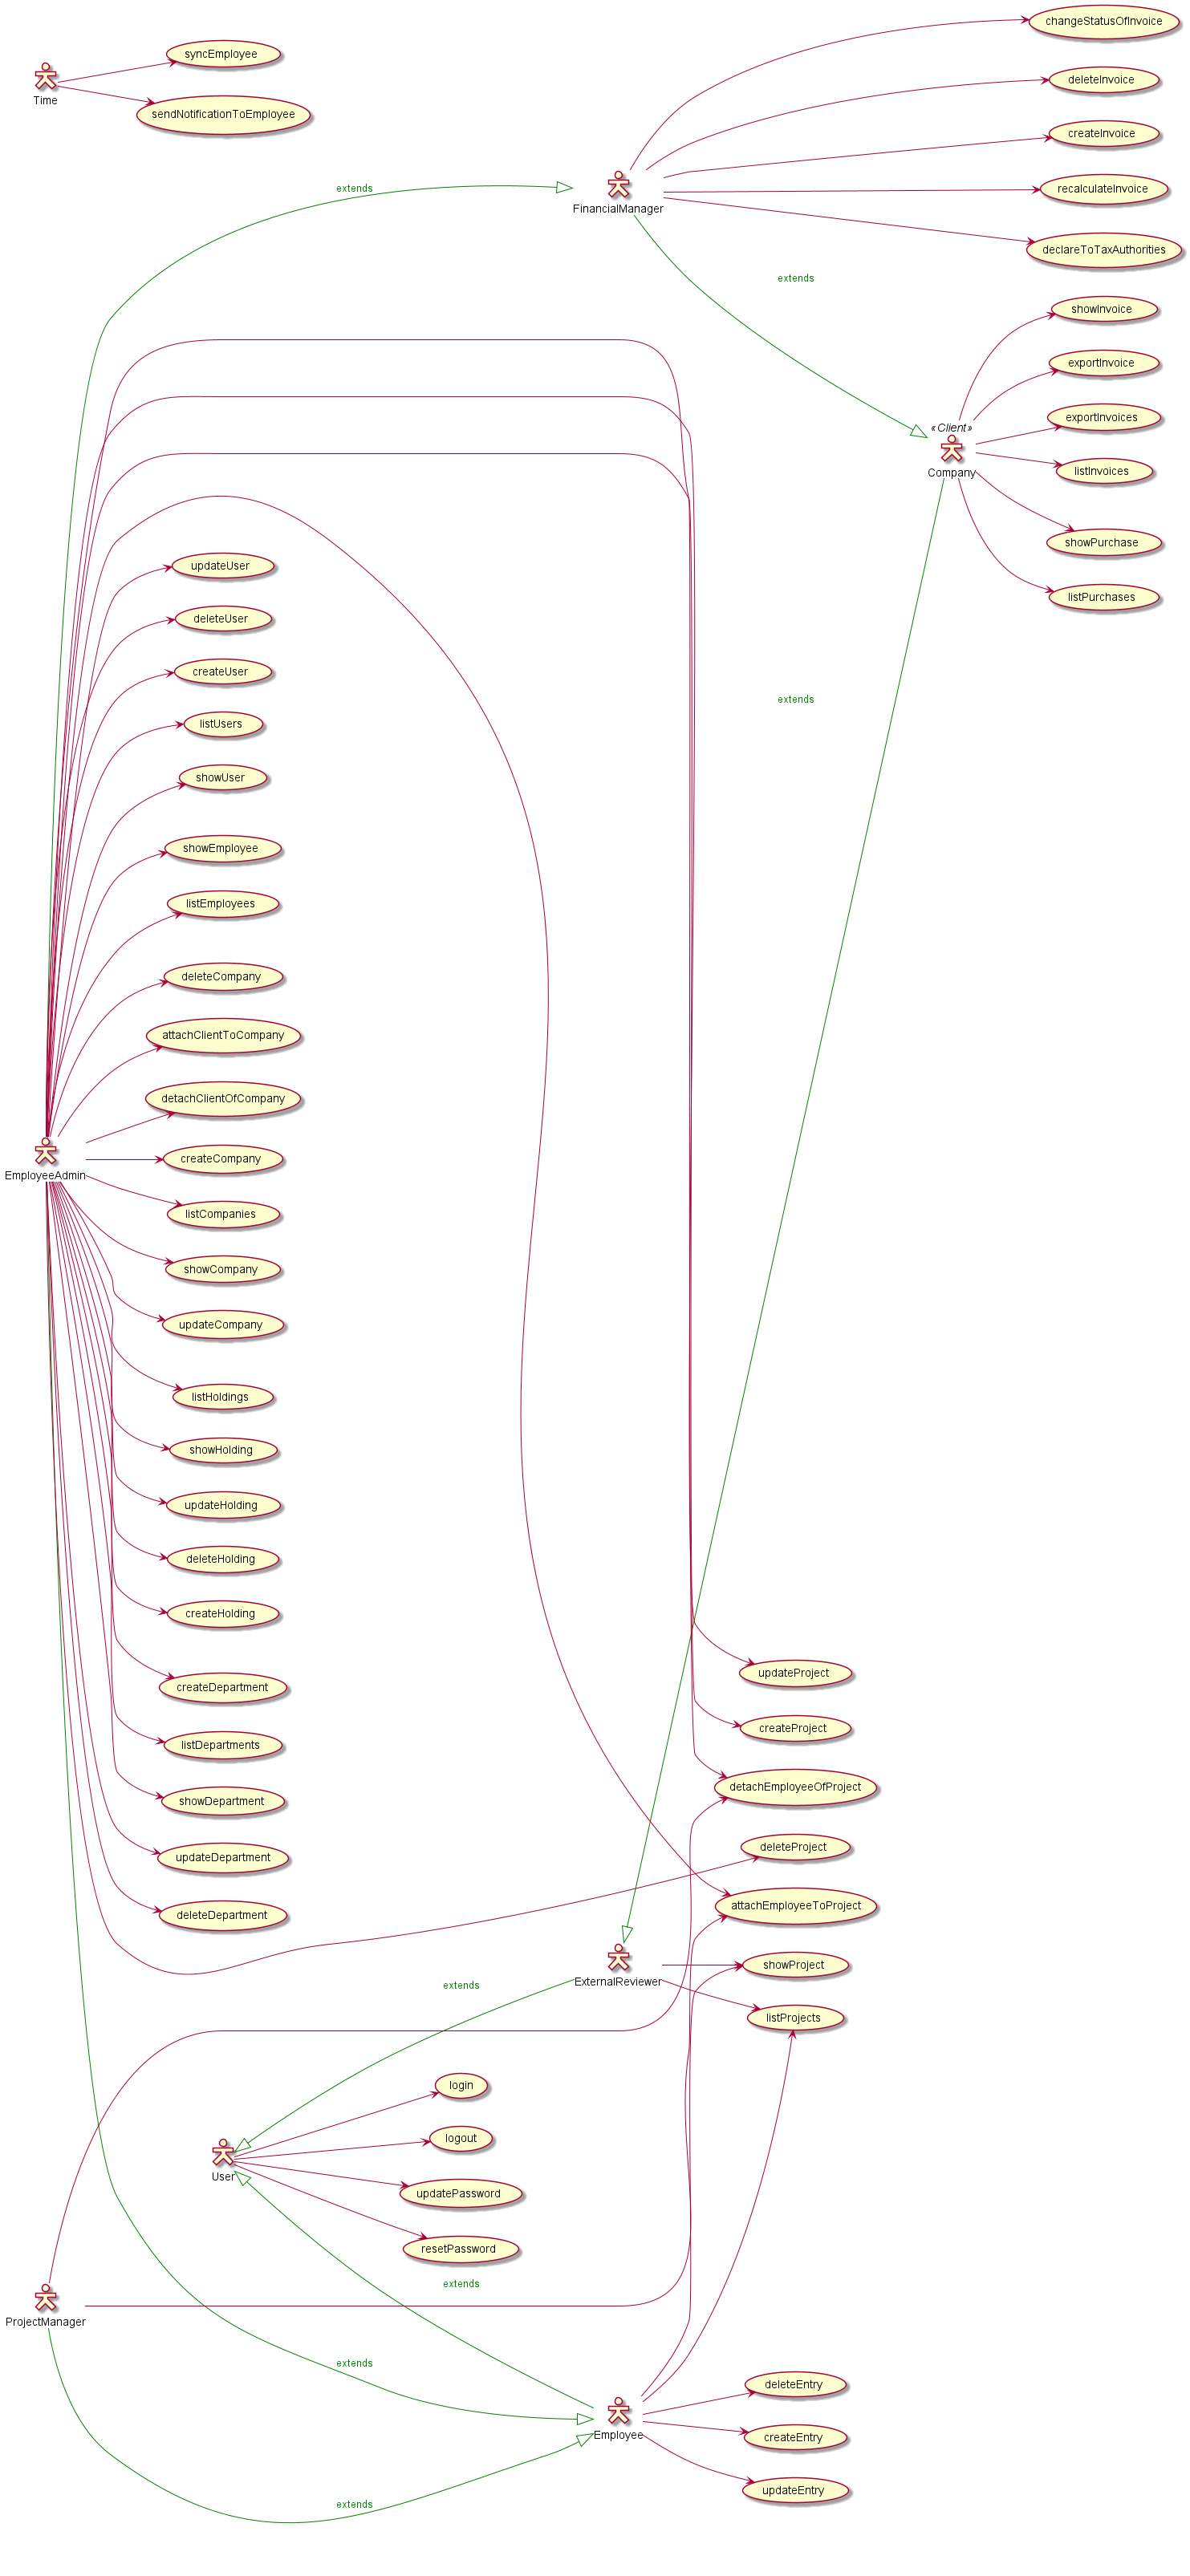 changeStatusOfInvoice
syncEmployee
deleteInvoice
Time
sendNotificationToEmployee
createInvoice
extends
recalculateInvoice
FinancialManager
declareToTaxAuthorities
extends
showInvoice
exportInvoice
exportInvoices
«Client»
Company
listInvoices
showPurchase
updateUser
listPurchases
deleteUser
createUser
extends
listUsers
showUser
showEmployee
listEmployees
deleteCompany
attachClientToCompany
detachClientOfCompany
createCompany
EmployeeAdmin
listCompanies
showCompany
updateCompany
listHoldings
showHolding
updateHolding
deleteHolding
createHolding
updateProject
createDepartment
createProject
listDepartments
detachEmployeeOfProject
showDepartment
deleteProject
updateDepartment
attachEmployeeToProject
deleteDepartment
showProject
ExternalReviewer
extends
listProjects
login
logout
User
updatePassword
resetPassword
extends
ProjectManager
extends
deleteEntry
Employee
createEntry
updateEntry
extends